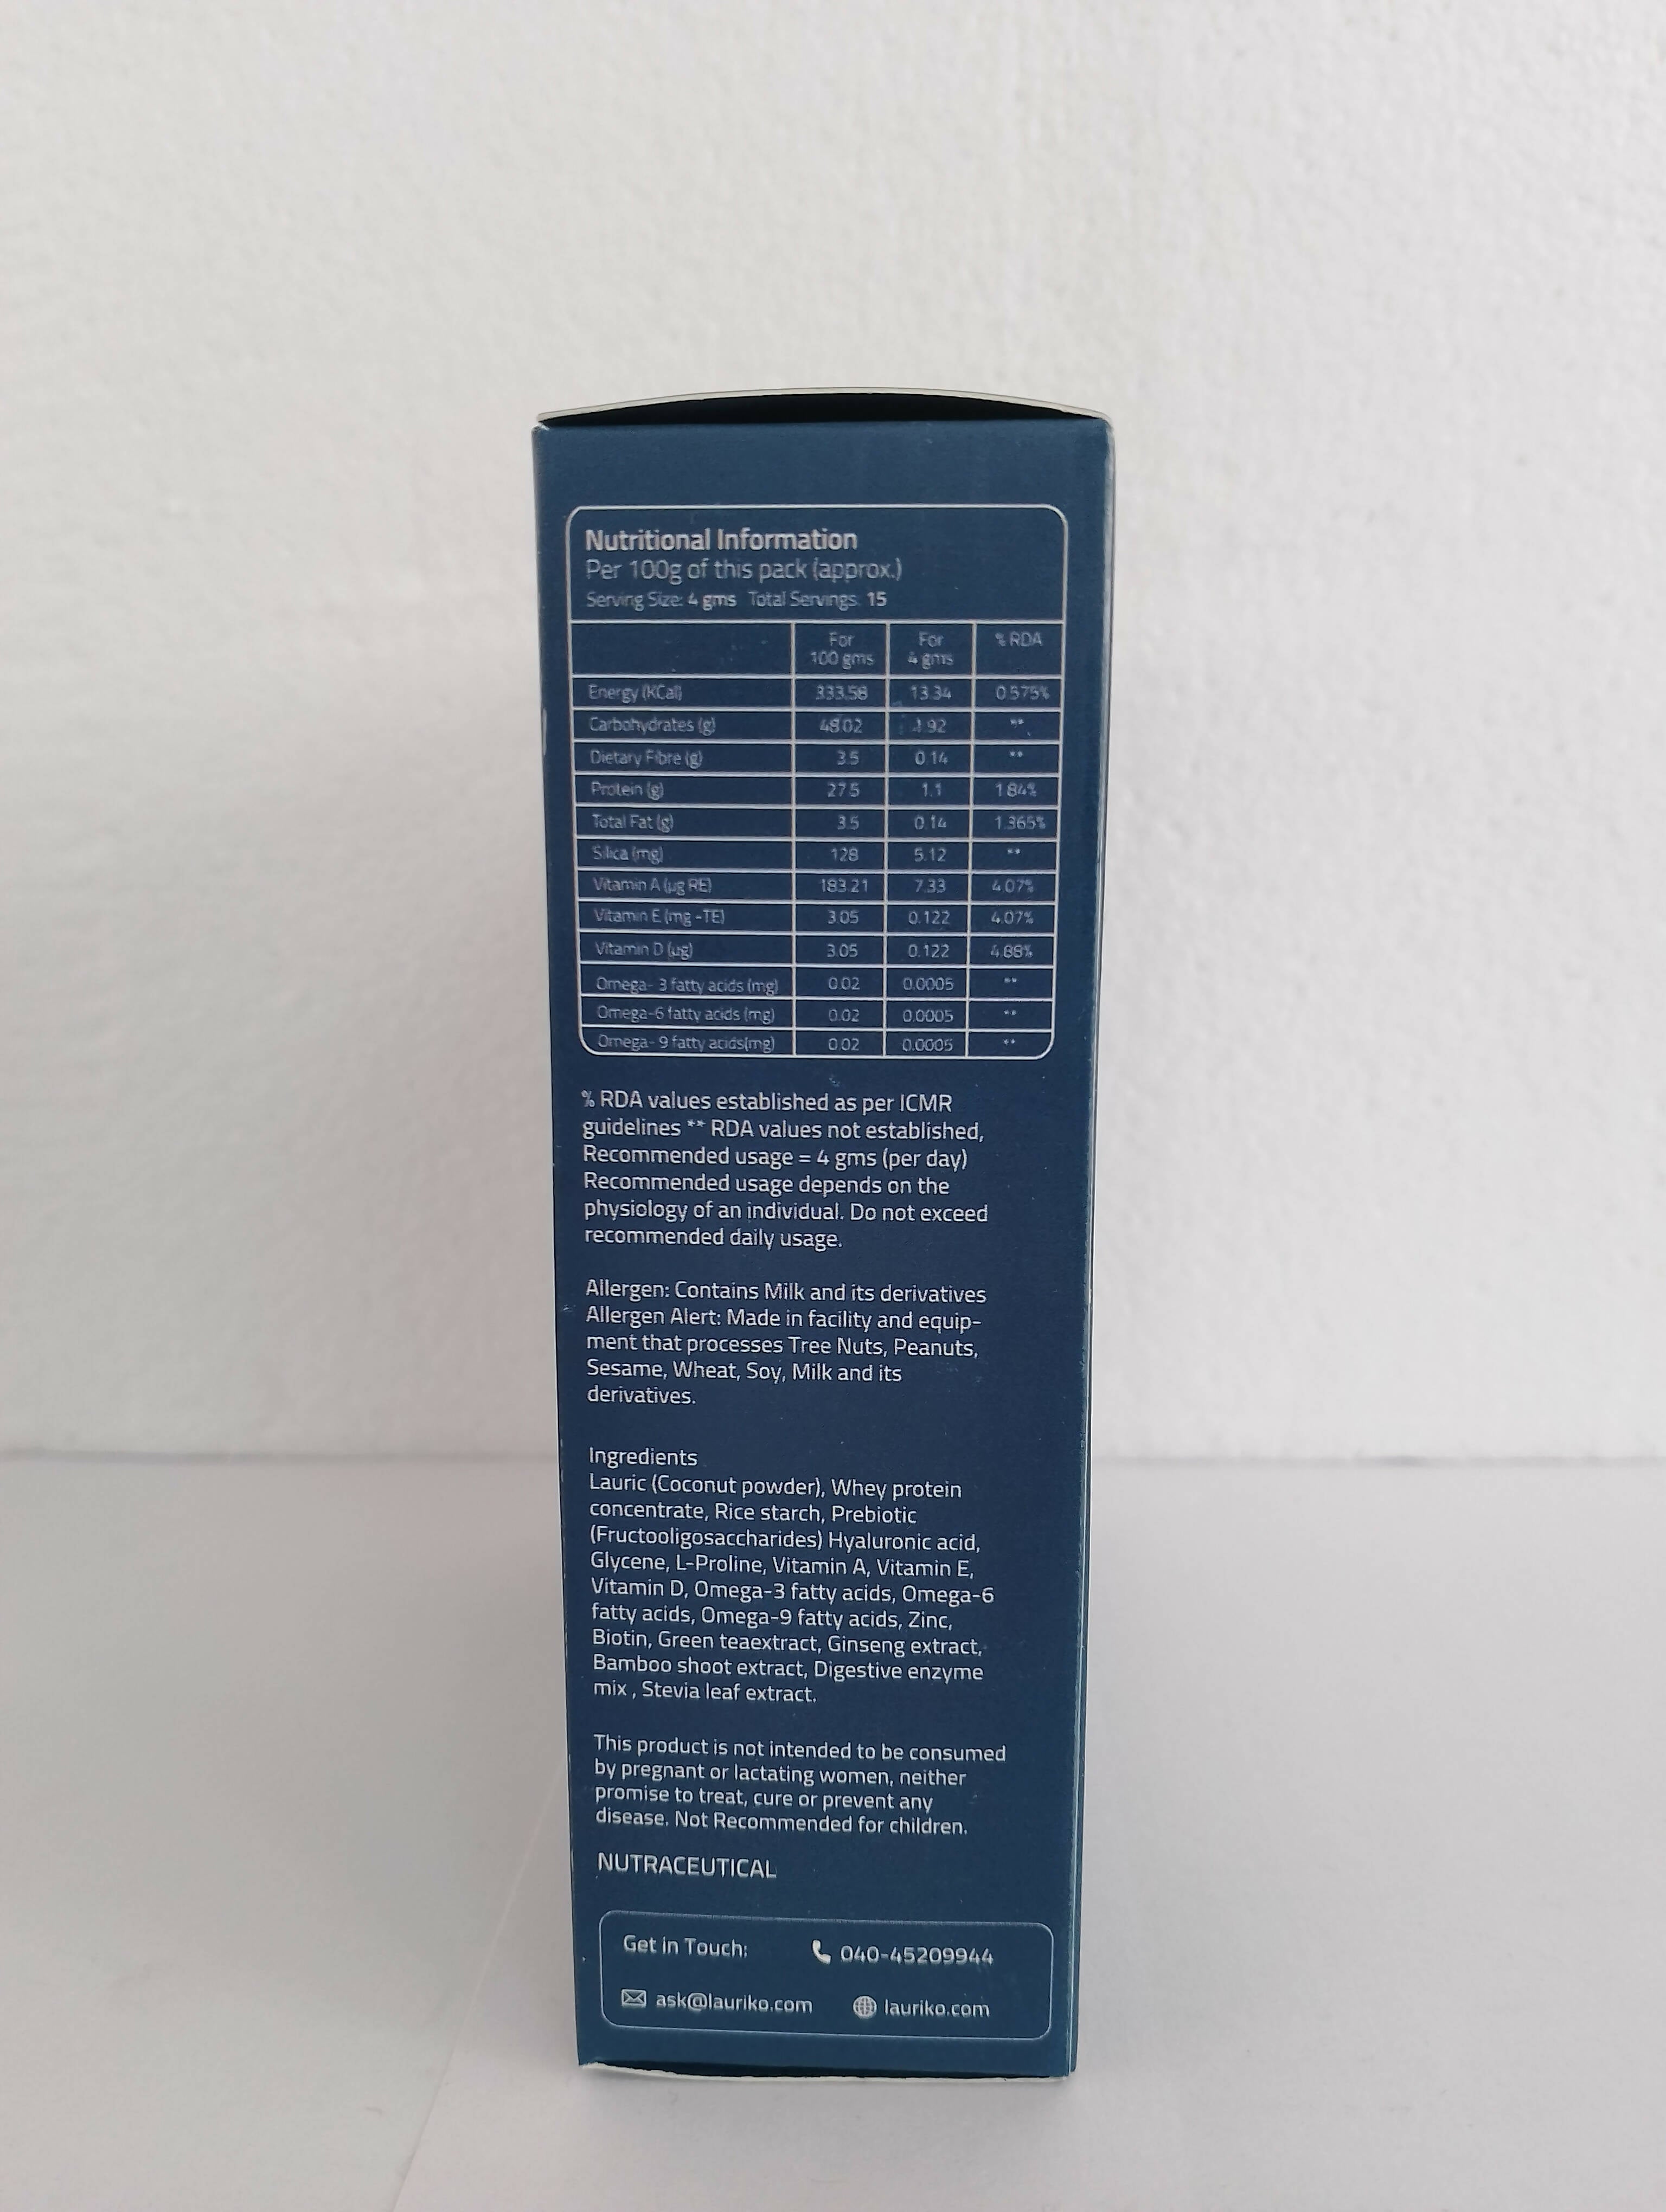 Nutritional Information
Per 100g of this pack (approx.)
Serving Size: 4 gms Total Servings: 15
For 100 gms For 4 gms % RDA
Energy (KCal) 333.58 13.34 0.575%
Carbohydrates (g) 48.02 1.92 **
Dietary Fibre (g) 3.5 0.14 **
Protein (g) 27.5 1.1 1.84%
Total Fat (g) 3.5 0.14 1.365%
Silica (mg) 128 5.12 **
Vitamin A (µg RE) 183.21 7.33 4.07%
Vitamin E (mg -TE) 3.05 0.122 4.07%
Vitamin D (µg) 3.05 0.122 4.88%
Omega- 3 fatty acids (mg) 0.02 0.0005 **
Omega-6 fatty acids (mg) 0.02 0.0005 **
Omega- 9 fatty acids(mg) 0.02 0.0005 **
% RDA values established as per ICMR
guidelines ** RDA values not established,
Recommended usage = 4 gms (per day)
Recommended usage depends on the
physiology of an individual. Do not exceed
recommended daily usage.
Allergen: Contains Milk and its derivatives
Allergen Alert: Made in facility and equip-
ment that processes Tree Nuts, Peanuts,
Sesame, Wheat, Soy, Milk and its
derivatives.
Ingredients
Lauric (Coconut powder), Whey protein
concentrate, Rice starch, Prebiotic
(Fructooligosaccharides) Hyaluronic acid,
Glycene, L-Proline, Vitamin A, Vitamin E,
Vitamin D, Omega-3 fatty acids, Omega-6
fatty acids, Omega-9 fatty acids, Zinc,
Biotin, Green teaextract, Ginseng extract,
Bamboo shoot extract, Digestive enzyme
mix , Stevia leaf extract.
This product is not intended to be consumed
by pregnant or lactating women, neither
promise to treat, cure or prevent any
disease. Not Recommended for children.
NUTRACEUTICAL
Get in Touch: 040-45209944
ask@lauriko.com lauriko.com